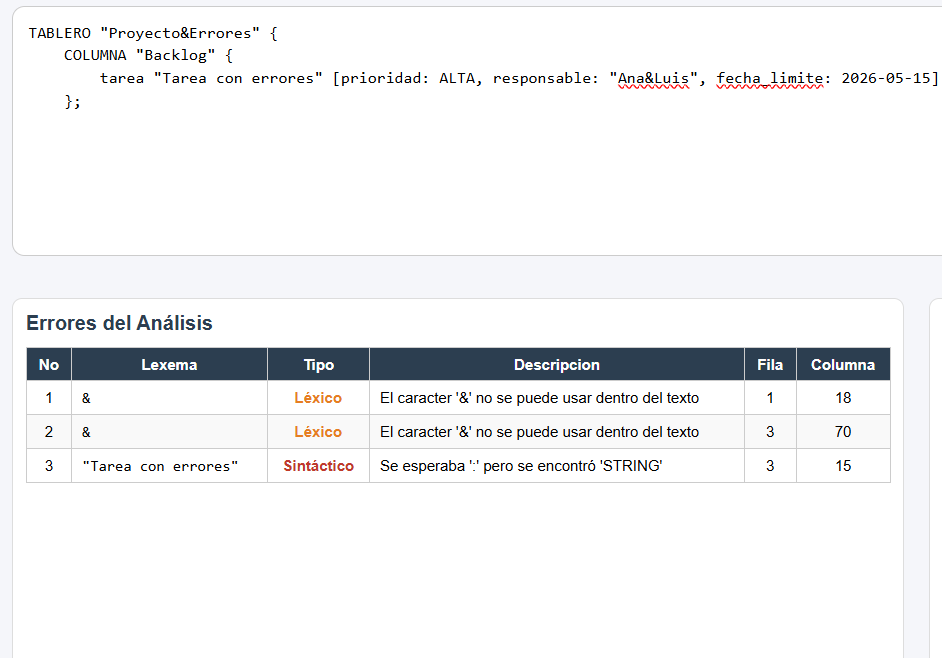 TABLERO "Proyecto&Errores" {
COLUMNA "Backlog" {
tarea "Tarea con errores" [prioridad: ALTA, responsable: "Ana&Luis", fecha_limite: 2026-05-15]
};
Errores del Análisis
No Lexema Tipo Descripcion Fila Columna
1 & Léxico El caracter '&' no se puede usar dentro del texto 1 18
2 & Léxico El caracter '&' no se puede usar dentro del texto 3 70
3 "Tarea con errores" Sintáctico Se esperaba ':' pero se encontró 'STRING' 3 15